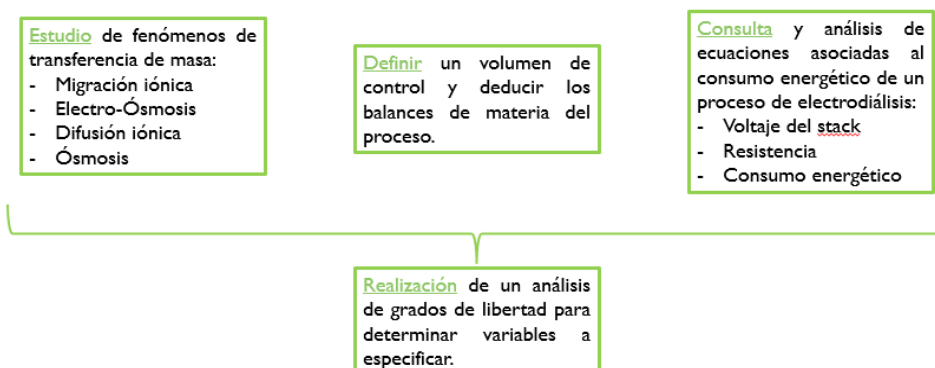 Estudio de fenómenos de
transferencia de masa:
- Migración iónica
- Electro-Ósmosis
- Difusión iónica
- Ósmosis
Definir un volumen de
control y deducir los
balances de materia del
proceso.
Consulta y análisis de
ecuaciones asociadas al
consumo energético de un
proceso de electrodiálisis:
- Voltaje del stack
- Resistencia
- Consumo energético
Realización de un análisis
de grados de libertad para
determinar variables a
especificar.